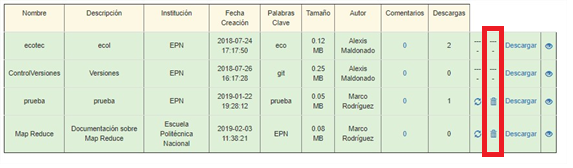 Nombre Descripción Institución Fecha Creación Palabras Clave Tamaño Autor Comentarios Descargas
ecotec ecol EPN 2018-07-24 17:17:50 eco 0.12 MB Alexis Maldonado 0 2 ---- ---- Descargar
ControlVersiones Versiones EPN 2018-07-26 16:17:28 git 0.25 MB Alexis Maldonado 0 0 ---- ---- Descargar
prueba prueba EPN 2019-01-22 19:28:12 prueba 0.05 MB Marco Rodríguez 0 1 Descargar
Map Reduce Documentación sobre Map Reduce Escuela Politécnica Nacional 2019-02-03 11:38:21 EPN 0.08 MB Marco Rodríguez 0 0 Descargar